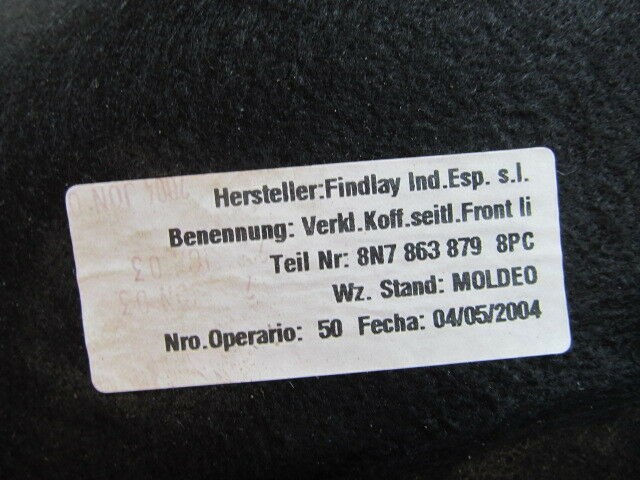 Hersteller:Findlay Ind.Esp. s.l.
Benennung: Verkl.Koff.seitl.Front li
Teil Nr: 8N7 863 879 8PC
Wz. Stand: MOLDEO
Nro.Operario: 50 Fecha: 04/05/2004